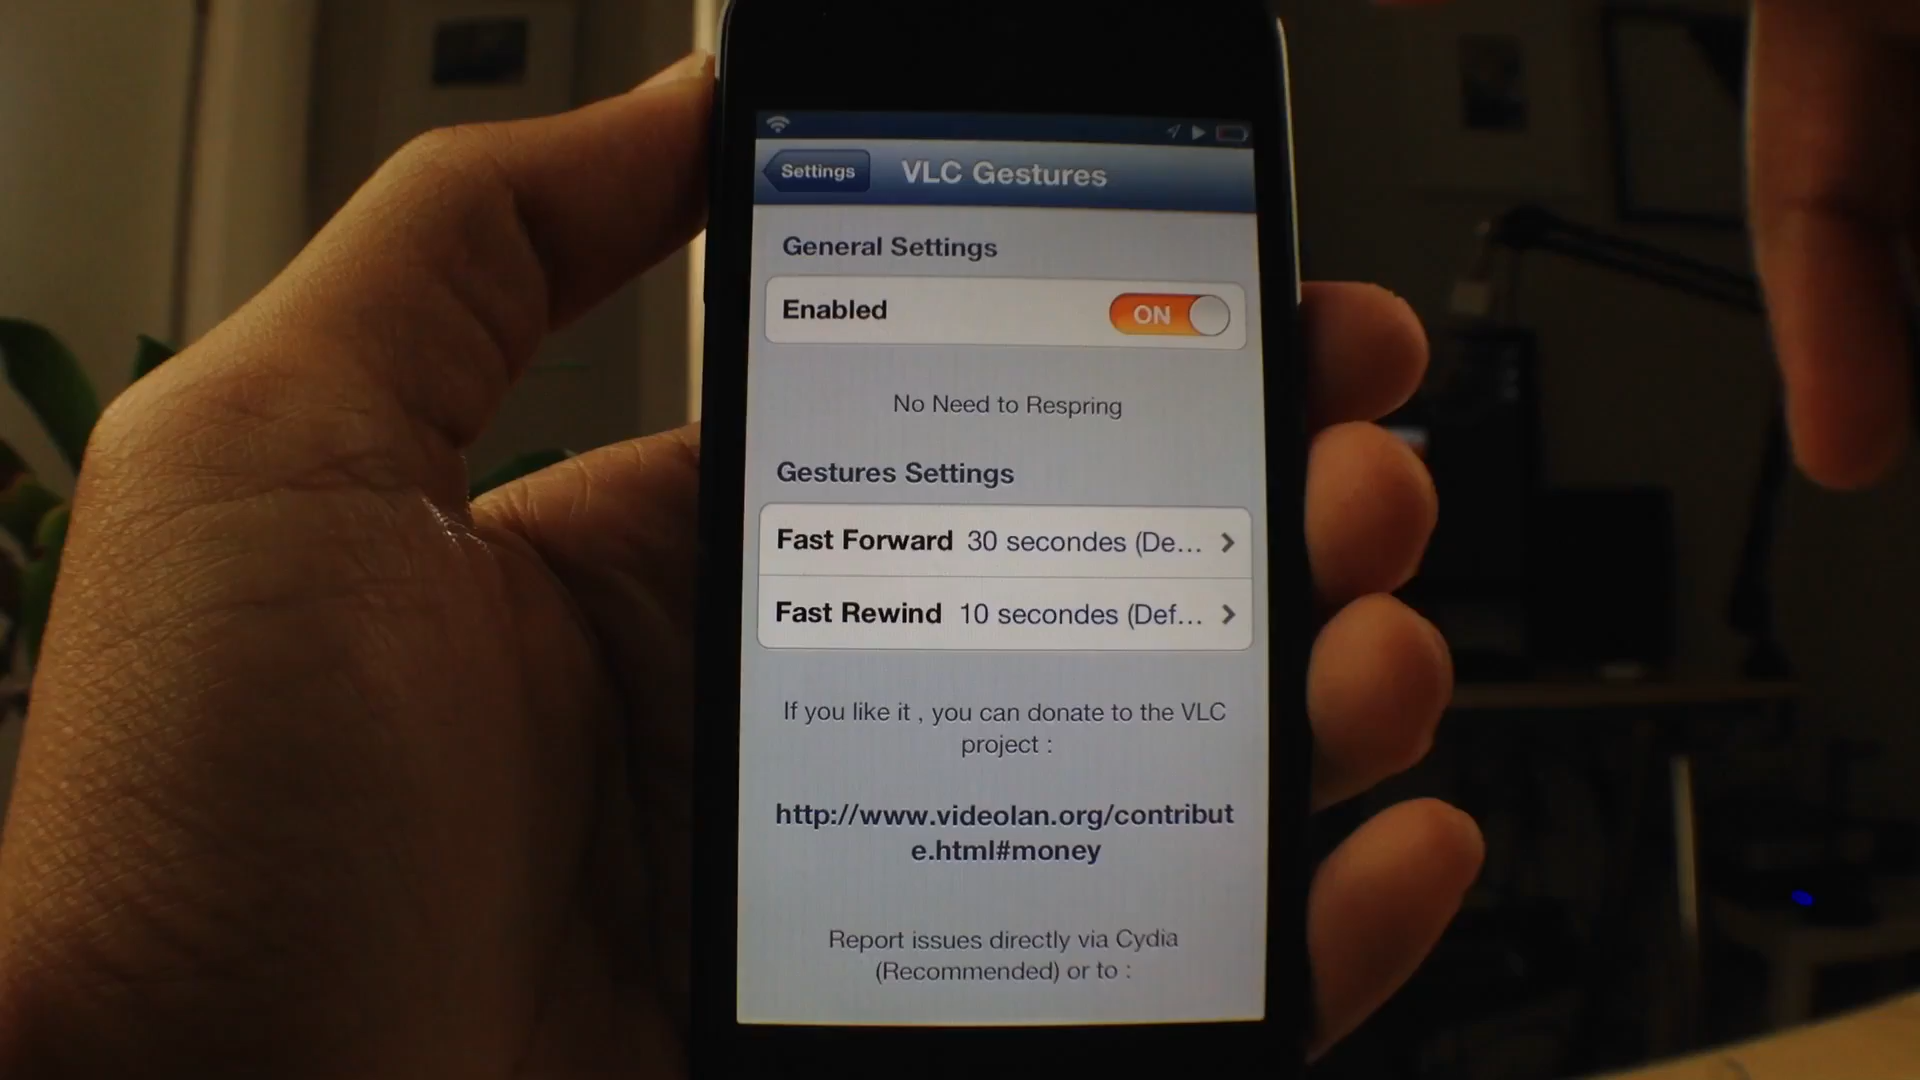 Settings
VLC Gestures
General Settings
Enabled
ON
No Need to Respring
Gestures Settings
Fast Forward 30 secondes (De...
Fast Rewind 10 secondes (Def...
If you like it , you can donate to the VLC
project :
http://www.videolan.org/contribut
e.html#money
Report issues directly via Cydia
(Recommended) or to :